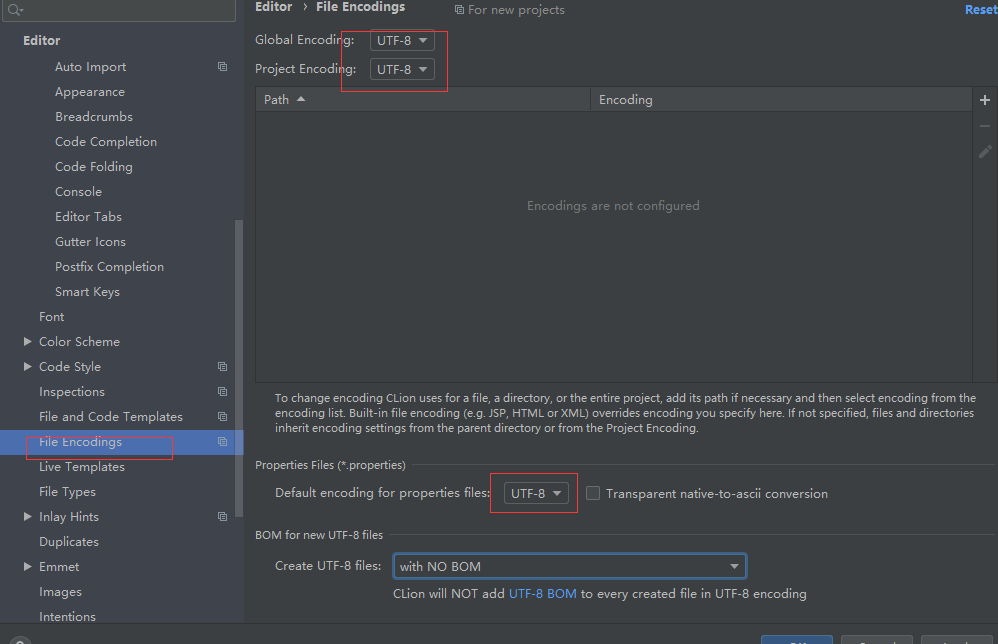 Editor › File Encodings
For new projects
Reset
Editor
Auto Import
Appearance
Breadcrumbs
Code Completion
Code Folding
Console
Editor Tabs
Gutter Icons
Postfix Completion
Smart Keys
Font
Color Scheme
Code Style
Inspections
File and Code Templates
File Encodings
Live Templates
File Types
Inlay Hints
Duplicates
Emmet
Images
Intentions
Global Encoding: UTF-8
Project Encoding: UTF-8
Path Encoding
Encodings are not configured
To change encoding CLion uses for a file, a directory, or the entire project, add its path if necessary and then select encoding from the
encoding list. Built-in file encoding (e.g. JSP, HTML or XML) overrides encoding you specify here. If not specified, files and directories
inherit encoding settings from the parent directory or from the Project Encoding.
Properties Files (*.properties)
Default encoding for properties files: UTF-8 Transparent native-to-ascii conversion
BOM for new UTF-8 files
Create UTF-8 files: with NO BOM
CLion will NOT add UTF-8 BOM to every created file in UTF-8 encoding